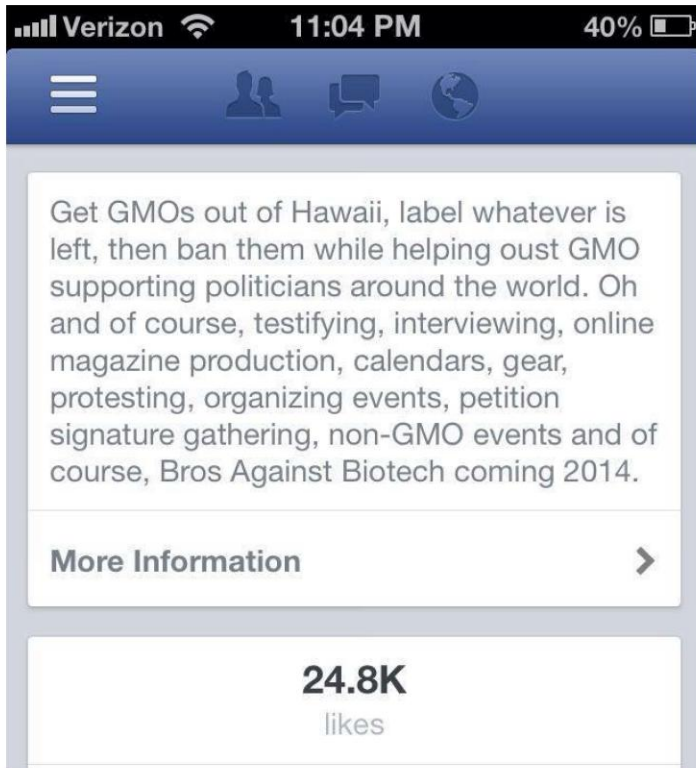 Verizon 11:04 PM 40%
Get GMOs out of Hawaii, label whatever is
left, then ban them while helping oust GMO
supporting politicians around the world. Oh
and of course, testifying, interviewing, online
magazine production, calendars, gear,
protesting, organizing events, petition
signature gathering, non-GMO events and of
course, Bros Against Biotech coming 2014.
More Information
24.8K
likes